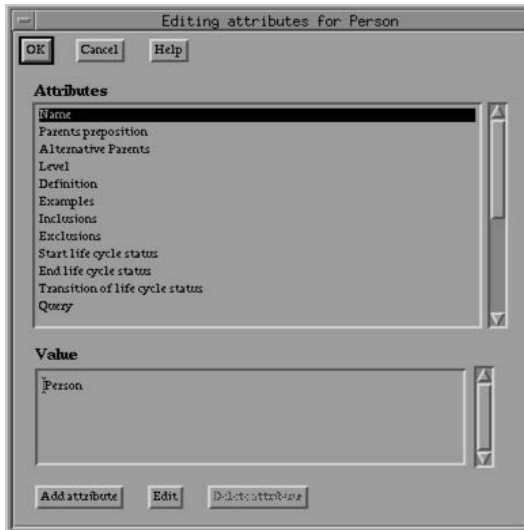 Editing attributes for Person
OK Cancel Help
Attributes
Name
Parents preposition
Alternative Parents
Level
Definition
Examples
Inclusions
Exclusions
Start life cycle status
End life cycle status
Transition of life cycle status
Query
Value
Person
Add attribute Edit Delete attribute